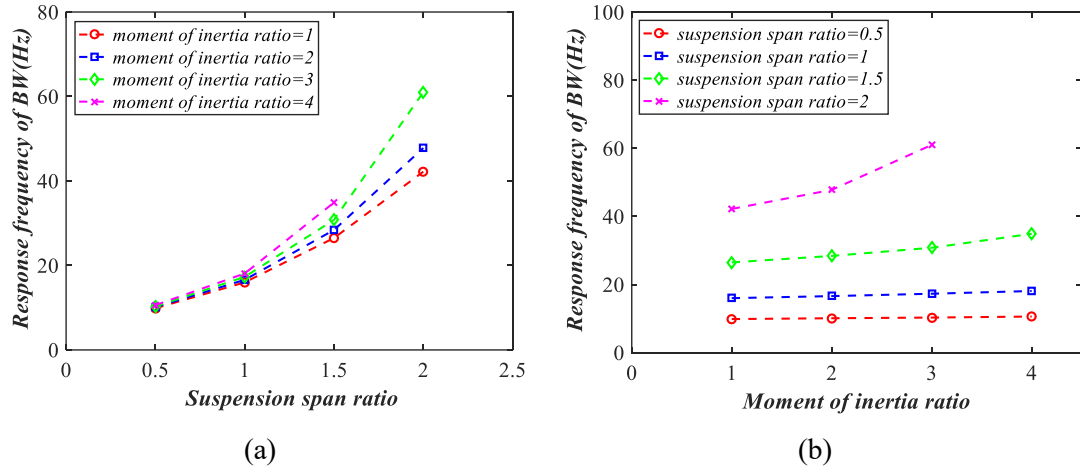 80
60
40
20
0
0
0.5
1
1.5
2
2.5
Response frequency of BW(Hz)
Suspension span ratio
moment of inertia ratio=1
moment of inertia ratio=2
moment of inertia ratio=3
moment of inertia ratio=4
(a)
100
80
60
40
20
0
0
1
2
3
4
Response frequency of BW(Hz)
Moment of inertia ratio
suspension span ratio=0.5
suspension span ratio=1
suspension span ratio=1.5
suspension span ratio=2
(b)